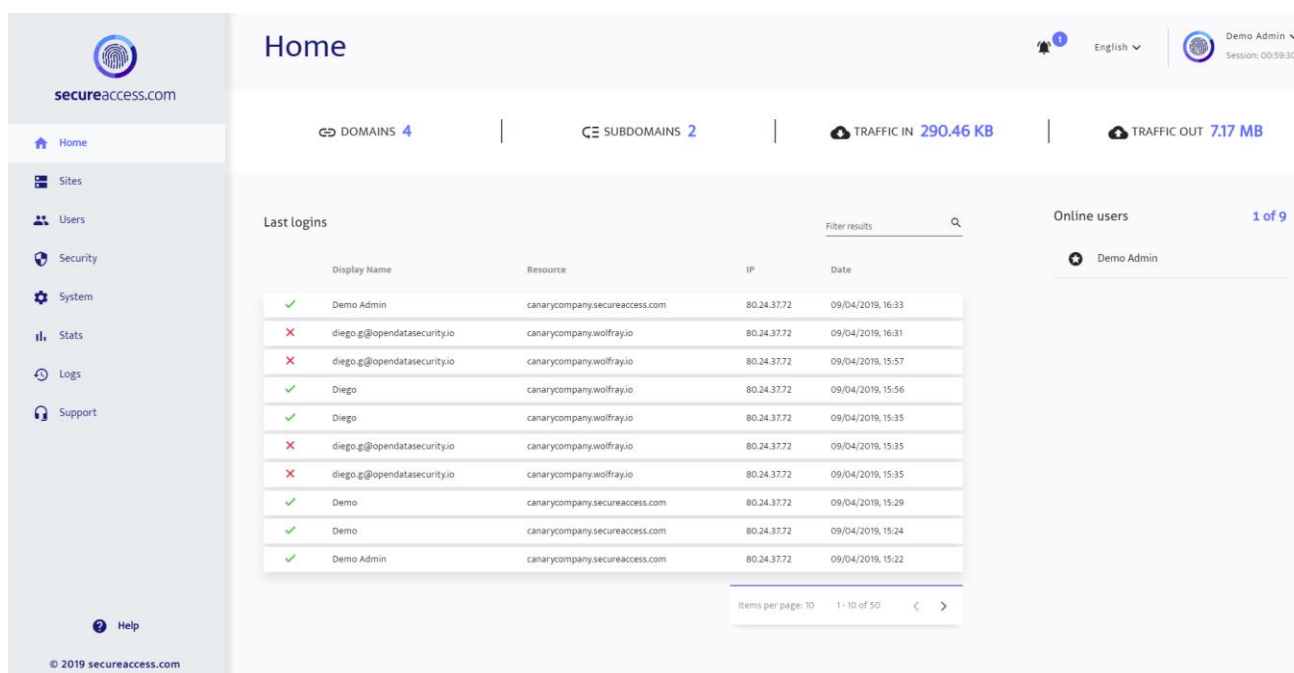 secureaccess.com
Home
Sites
Users
Security
System
Stats
Logs
Support
Help
© 2019 secureaccess.com
Home
1
English
Demo Admin
Session: 00:59:30
DOMAINS 4
SUBDOMAINS 2
TRAFFIC IN 290.46 KB
TRAFFIC OUT 7.17 MB
Last logins
Filter results
Display Name Resource IP Date
Demo Admin canarycompany.secureaccess.com 80.24.37.72 09/04/2019, 16:33
diego.g@opendatasecurity.io canarycompany.wolfray.io 80.24.37.72 09/04/2019, 16:31
diego.g@opendatasecurity.io canarycompany.wolfray.io 80.24.37.72 09/04/2019, 15:57
Diego canarycompany.wolfray.io 80.24.37.72 09/04/2019, 15:56
Diego canarycompany.wolfray.io 80.24.37.72 09/04/2019, 15:35
diego.g@opendatasecurity.io canarycompany.wolfray.io 80.24.37.72 09/04/2019, 15:35
diego.g@opendatasecurity.io canarycompany.wolfray.io 80.24.37.72 09/04/2019, 15:35
Demo canarycompany.secureaccess.com 80.24.37.72 09/04/2019, 15:29
Demo canarycompany.secureaccess.com 80.24.37.72 09/04/2019, 15:24
Demo Admin canarycompany.secureaccess.com 80.24.37.72 09/04/2019, 15:22
Items per page: 10 1 - 10 of 50
Online users 1 of 9
Demo Admin